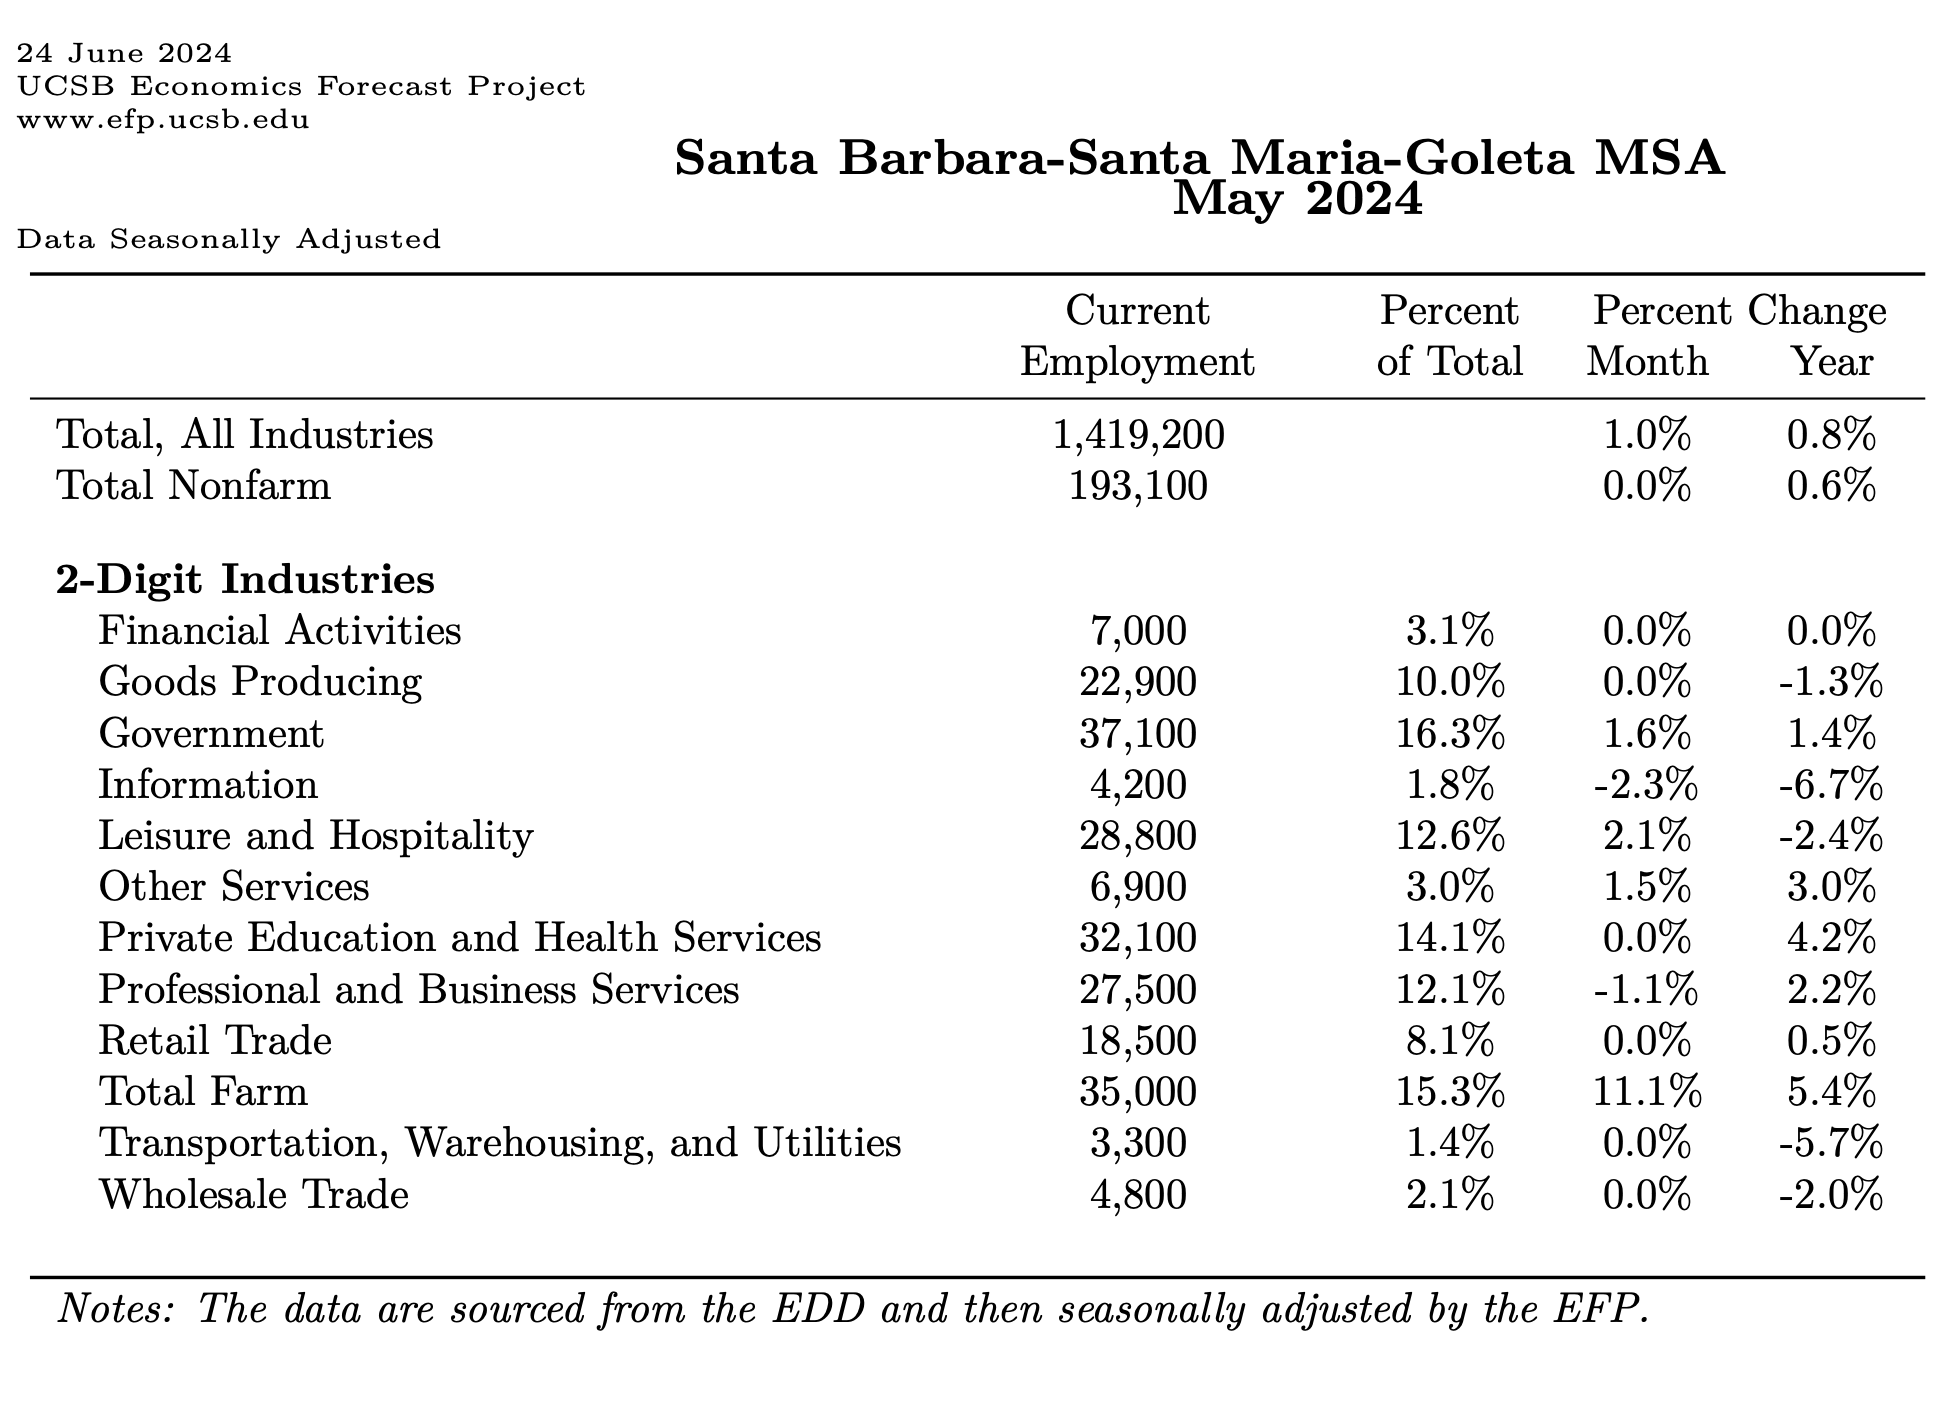 24 June 2024
UCSB Economics Forecast Project
www.efp.ucsb.edu
Santa Barbara-Santa Maria-Goleta MSA
May 2024
Data Seasonally Adjusted
Current Percent Percent Change
Employment of Total Month Year
Total, All Industries 1,419,200 1.0% 0.8%
Total Nonfarm 193,100 0.0% 0.6%
2-Digit Industries
Financial Activities 7,000 3.1% 0.0% 0.0%
Goods Producing 22,900 10.0% 0.0% -1.3%
Government 37,100 16.3% 1.6% 1.4%
Information 4,200 1.8% -2.3% -6.7%
Leisure and Hospitality 28,800 12.6% 2.1% -2.4%
Other Services 6,900 3.0% 1.5% 3.0%
Private Education and Health Services 32,100 14.1% 0.0% 4.2%
Professional and Business Services 27,500 12.1% -1.1% 2.2%
Retail Trade 18,500 8.1% 0.0% 0.5%
Total Farm 35,000 15.3% 11.1% 5.4%
Transportation, Warehousing, and Utilities 3,300 1.4% 0.0% -5.7%
Wholesale Trade 4,800 2.1% 0.0% -2.0%
Notes: The data are sourced from the EDD and then seasonally adjusted by the EFP.